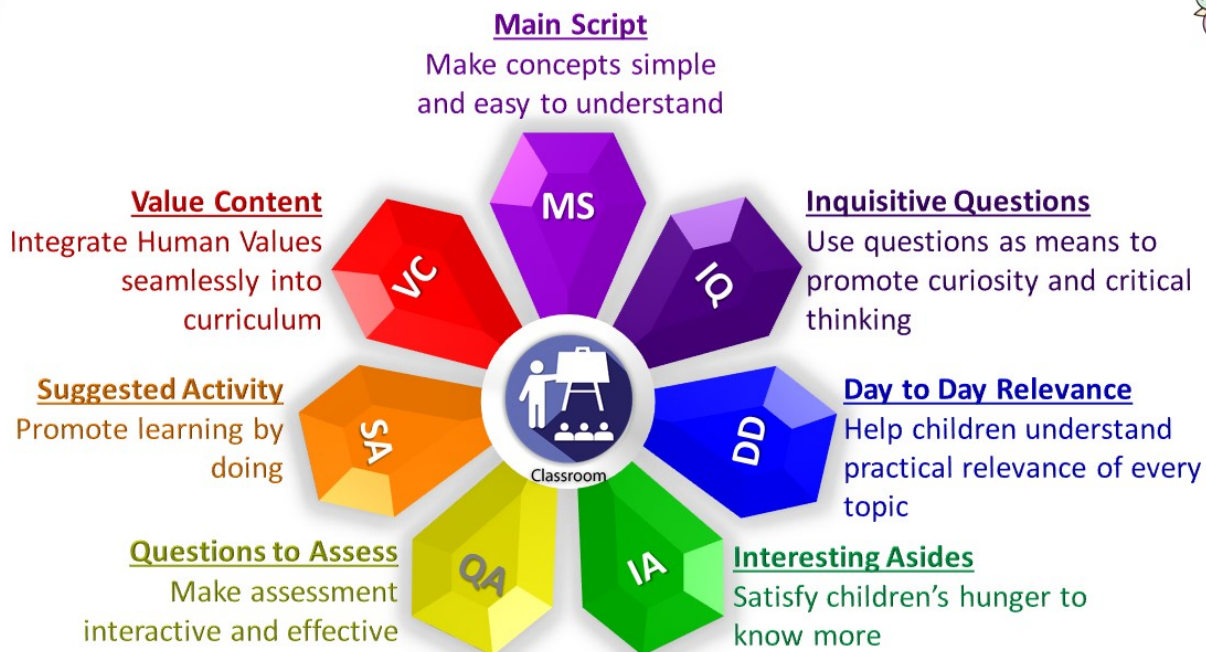 Main Script
Make concepts simple
and easy to understand
MS
Inquisitive Questions
Use questions as means to
promote curiosity and critical
thinking
IQ
Day to Day Relevance
Help children understand
practical relevance of every
topic
DD
Interesting Asides
Satisfy children’s hunger to
know more
IA
Questions to Assess
Make assessment
interactive and effective
QA
Suggested Activity
Promote learning by
doing
SA
Value Content
Integrate Human Values
seamlessly into
curriculum
VC
Classroom